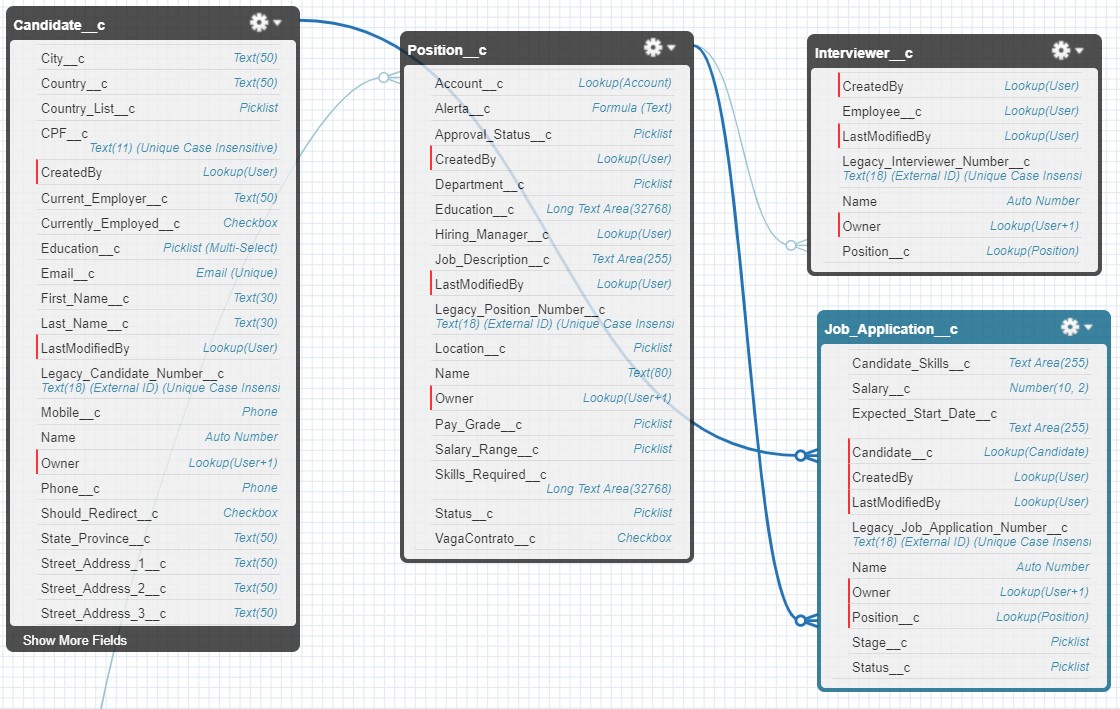 Candidate__c
City__c Text(50)
Country__c Text(50)
Country_List__c Picklist
CPF__c
Text(11) (Unique Case Insensitive)
CreatedBy Lookup(User)
Current_Employer__c Text(50)
Currently_Employed__c Checkbox
Education__c Picklist (Multi-Select)
Email__c Email (Unique)
First_Name__c Text(30)
Last_Name__c Text(30)
LastModifiedBy Lookup(User)
Legacy_Candidate_Number__c
Text(18) (External ID) (Unique Case Insensi
Mobile__c Phone
Name Auto Number
Owner Lookup(User+1)
Phone__c Phone
Should_Redirect__c Checkbox
State_Province__c Text(50)
Street_Address_1__c Text(50)
Street_Address_2__c Text(50)
Street_Address_3__c Text(50)
Show More Fields
Position__c
Account__c Lookup(Account)
Alerta__c Formula (Text)
Approval_Status__c Picklist
CreatedBy Lookup(User)
Department__c Picklist
Education__c Long Text Area(32768)
Hiring_Manager__c Lookup(User)
Job_Description__c Text Area(255)
LastModifiedBy Lookup(User)
Legacy_Position_Number__c
Text(18) (External ID) (Unique Case Insensi
Location__c Picklist
Name Text(80)
Owner Lookup(User+1)
Pay_Grade__c Picklist
Salary_Range__c Picklist
Skills_Required__c
Long Text Area(32768)
Status__c Picklist
VagaContrato__c Checkbox
Interviewer__c
CreatedBy Lookup(User)
Employee__c Lookup(User)
LastModifiedBy Lookup(User)
Legacy_Interviewer_Number__c
Text(18) (External ID) (Unique Case Insensi
Name Auto Number
Owner Lookup(User+1)
Position__c Lookup(Position)
Job_Application__c
Candidate_Skills__c Text Area(255)
Salary__c Number(10, 2)
Expected_Start_Date__c
Text Area(255)
Candidate__c Lookup(Candidate)
CreatedBy Lookup(User)
LastModifiedBy Lookup(User)
Legacy_Job_Application_Number__c
Text(18) (External ID) (Unique Case Insensi
Name Auto Number
Owner Lookup(User+1)
Position__c Lookup(Position)
Stage__c Picklist
Status__c Picklist